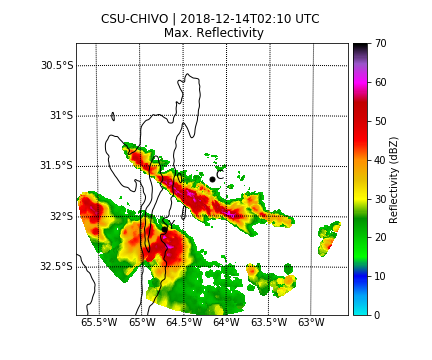 CSU-CHIVO | 2018-12-14T02:10 UTC
Max. Reflectivity
30.5°S
31°S
31.5°S
32°S
32.5°S
65.5°W 65°W 64.5°W 64°W 63.5°W 63°W
C
Y
70
60
50
40
30
20
10
0
Reflectivity (dBZ)